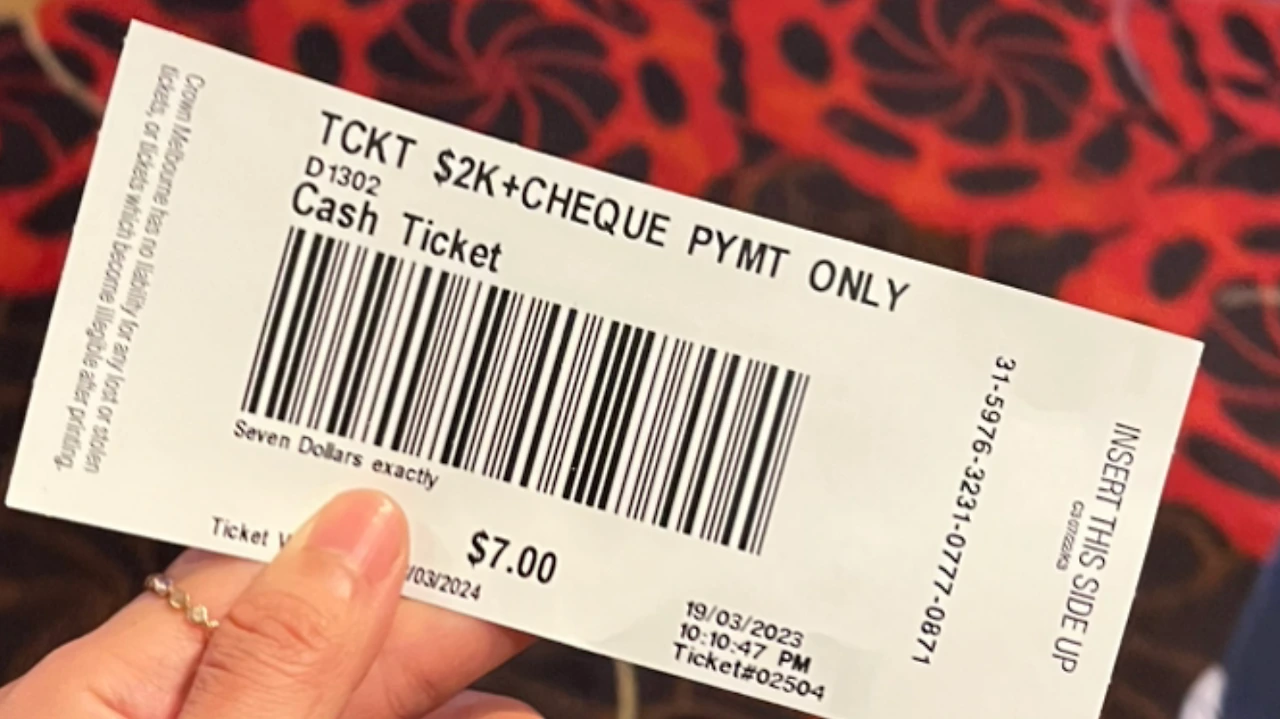 Crown Melbourne has no liability for any lost or stolen
tickets, or tickets which become illegible after printing.
TCKT $2K+CHEQUE PYMT ONLY
D1302
Cash Ticket
Seven Dollars exactly
$7.00
Ticket
/03/2024
19/03/2023
10:10:47 PM
Ticket#02504
31-5976-3231-0777-0871
INSERT THIS SIDE UP